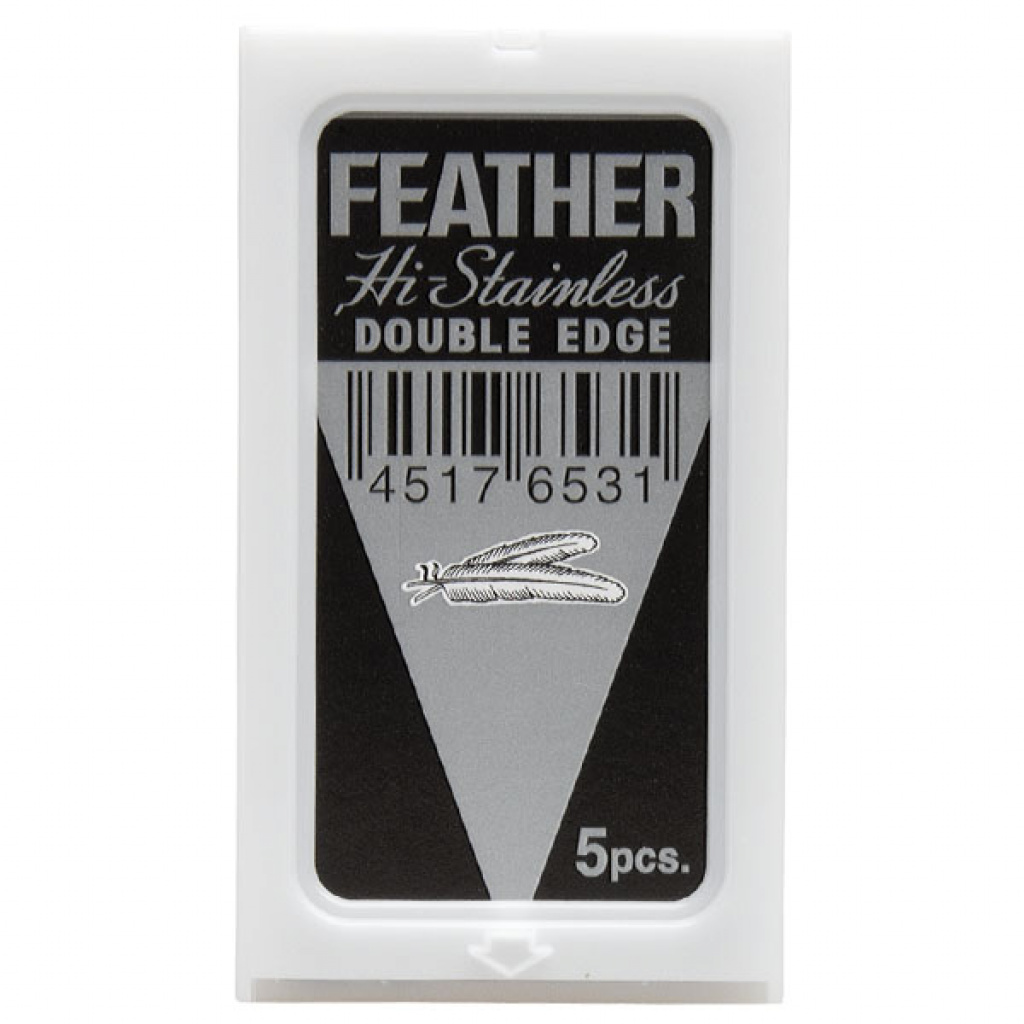 FEATHER
Hi-Stainless
DOUBLE EDGE
4517 6531
5pcs.